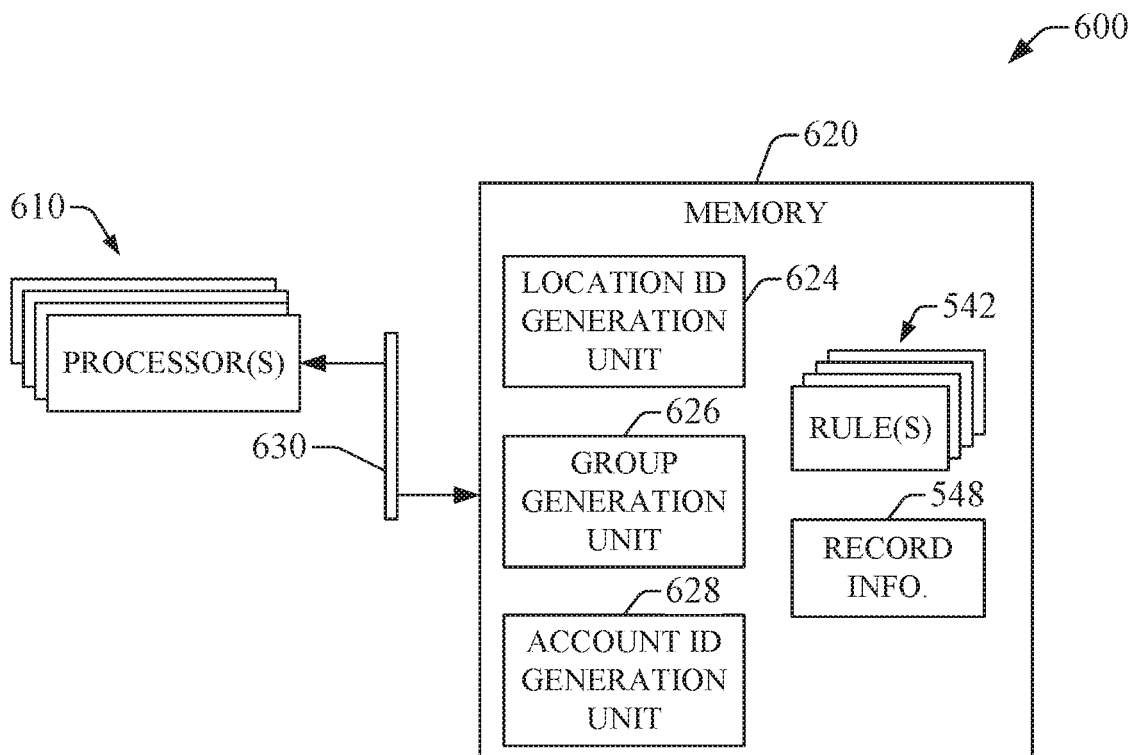 600
620
610
MEMORY
LOCATION ID
GENERATION
UNIT
624
542
PROCESSOR(S)
RULE(S)
626
630
GROUP
GENERATION
UNIT
548
RECORD
INFO.
628
ACCOUNT ID
GENERATION
UNIT